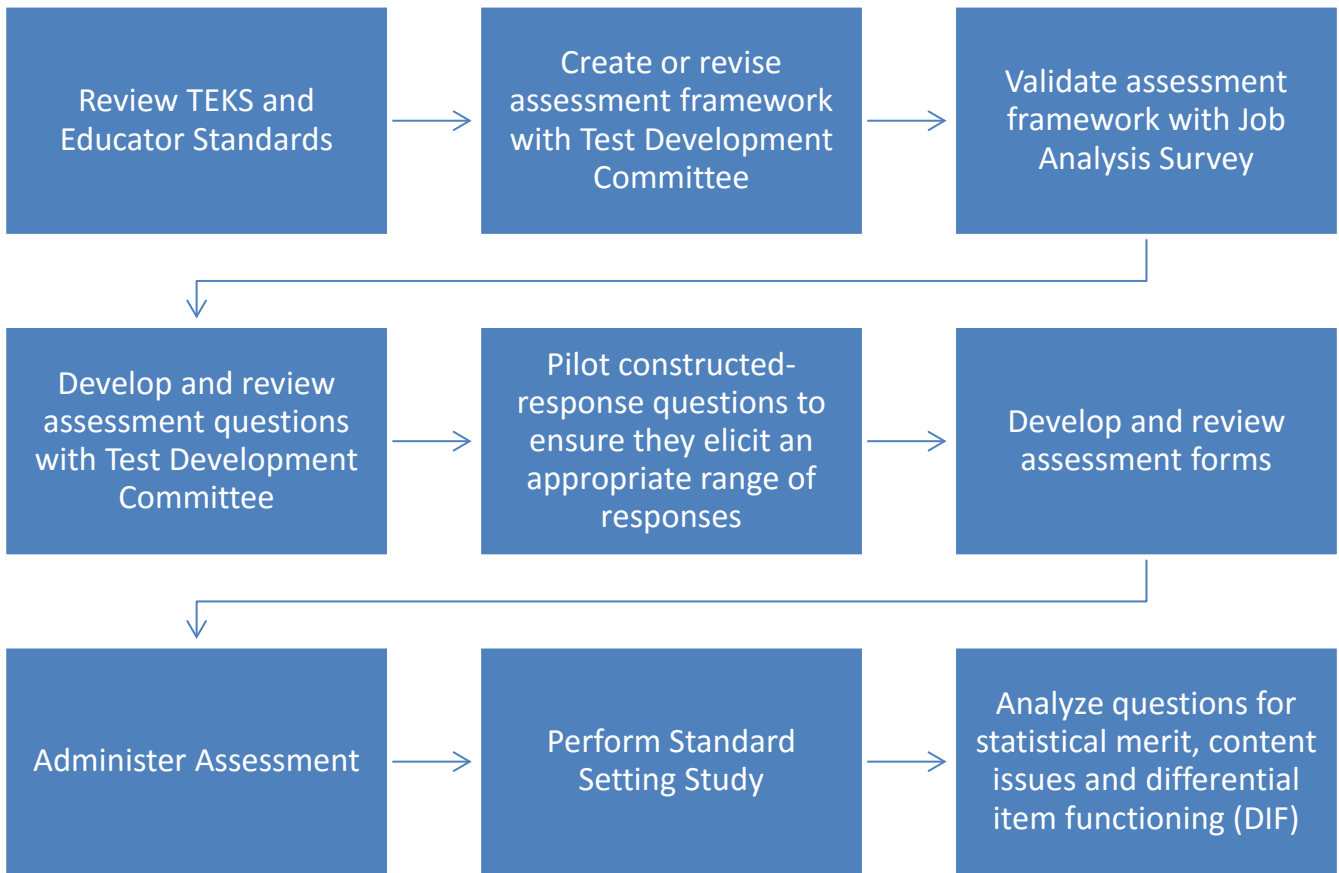 Review TEKS and
Educator Standards
Create or revise
assessment framework
with Test Development
Committee
Validate assessment
framework with Job
Analysis Survey
Develop and review
assessment questions
with Test Development
Committee
Pilot constructed-
response questions to
ensure they elicit an
appropriate range of
responses
Develop and review
assessment forms
Administer Assessment
Perform Standard
Setting Study
Analyze questions for
statistical merit, content
issues and differential
item functioning (DIF)